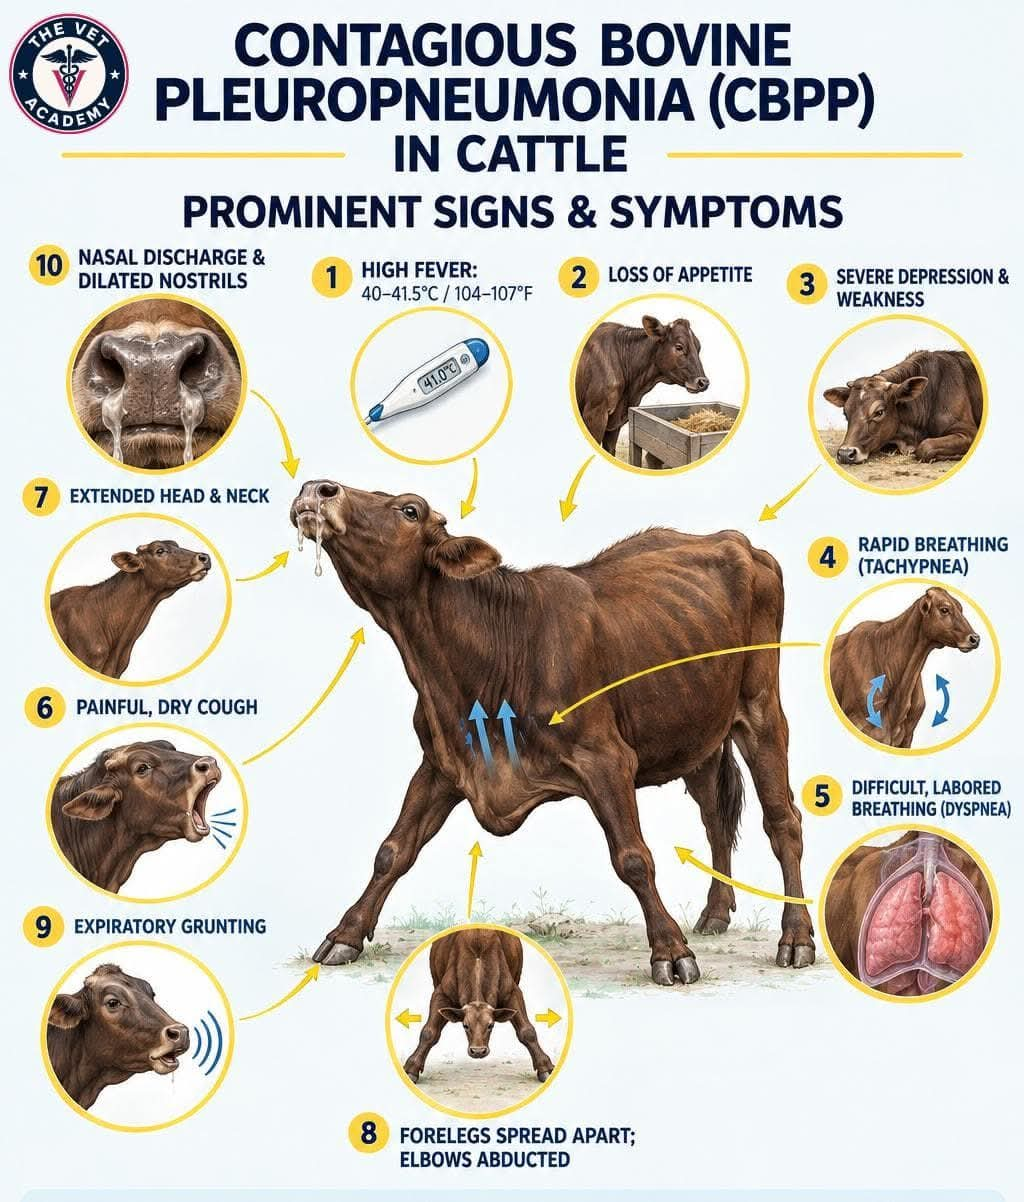 THE VET
ACADEMY
CONTAGIOUS BOVINE
PLEUROPNEUMONIA (CBPP)
IN CATTLE
PROMINENT SIGNS & SYMPTOMS
10 NASAL DISCHARGE &
DILATED NOSTRILS
1 HIGH FEVER:
40–41.5°C / 104–107°F
41.0°C
2 LOSS OF APPETITE
3 SEVERE DEPRESSION &
WEAKNESS
7 EXTENDED HEAD & NECK
4 RAPID BREATHING
(TACHYPNEA)
6 PAINFUL, DRY COUGH
5 DIFFICULT, LABORED
BREATHING (DYSPNEA)
9 EXPIRATORY GRUNTING
8 FORELEGS SPREAD APART;
ELBOWS ABDUCTED